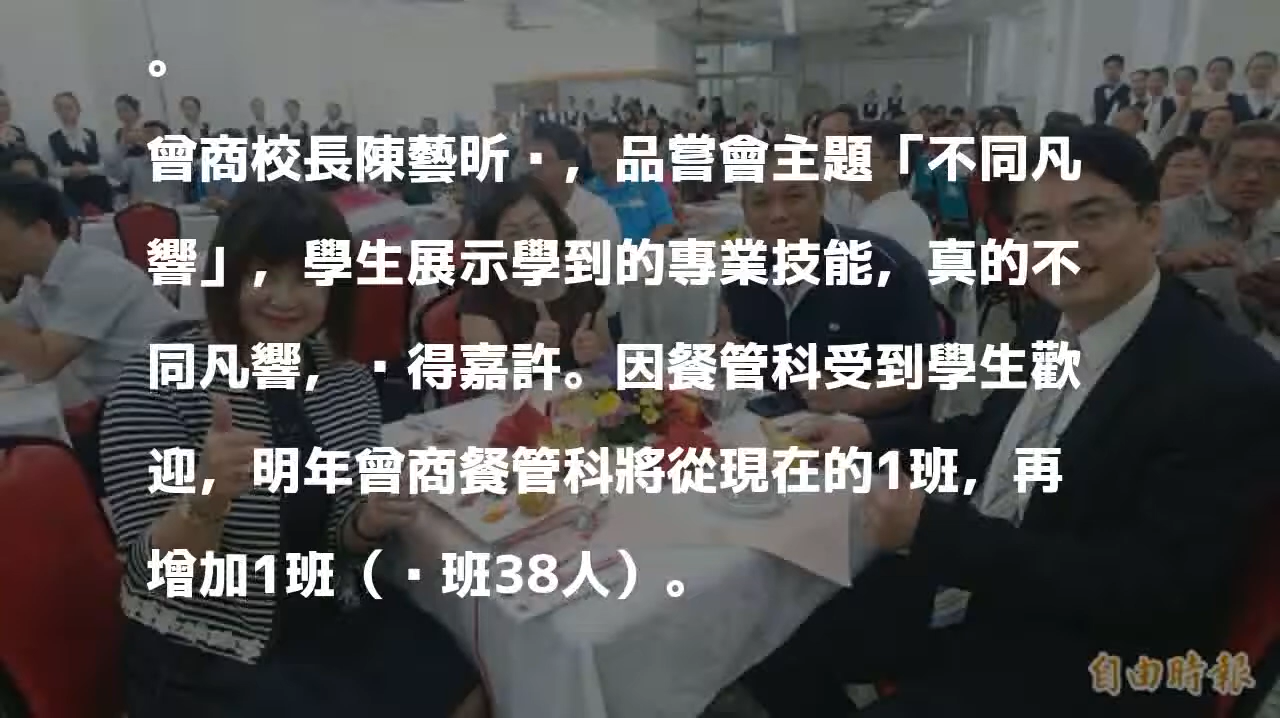 。
曾商校長陳藝昕·，品嘗會主題「不同凡
響」，學生展示學到的專業技能，真的不
同凡響，·得嘉許。因餐管科受到學生歡
迎，明年曾商餐管科將從現在的1班，再
增加1班（·班38人）。
自由時報